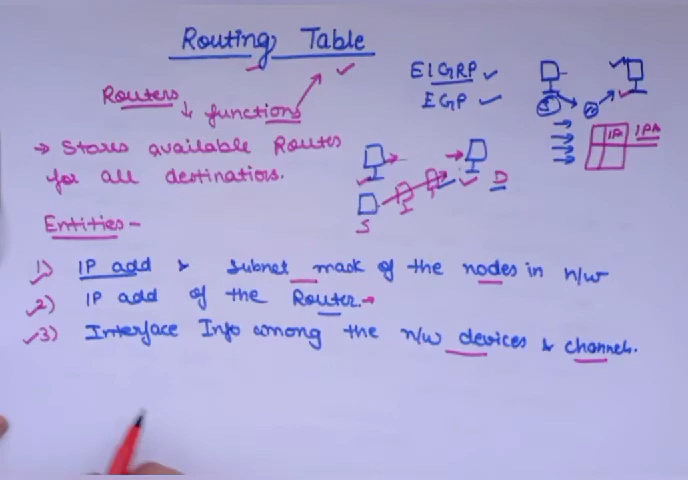 Routing Table
EIGRP
EGP
Routers
functions
S
R
IP
IPA
→ Stores available Routes
for all destinations.
S
D
Entities -
1) IP add & Subnet mask of the nodes in n/w
2) IP add of the Router.
3) Interface Info among the n/w devices & channels.